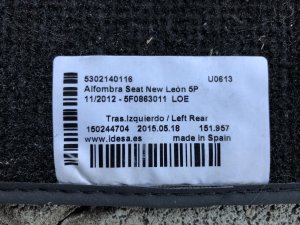 5302140116 U0613
Alfombra Seat New León 5P
11/2012 - 5F0863011 LOE
Tras.Izquierdo / Left Rear
150244704 2015.05.18 151.957
www.idesa.es made in Spain